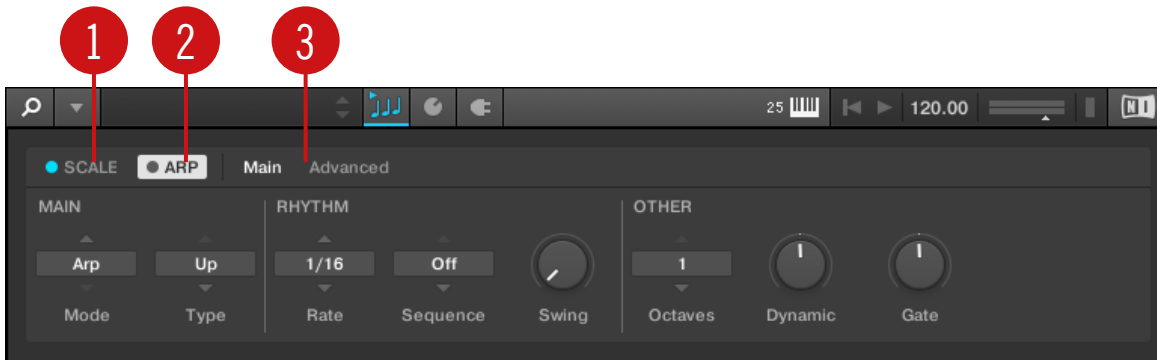 1 2 3
25 120.00 NI
SCALE ARP Main Advanced
MAIN RHYTHM OTHER
Arp Up 1/16 Off 1
Mode Type Rate Sequence Swing Octaves Dynamic Gate